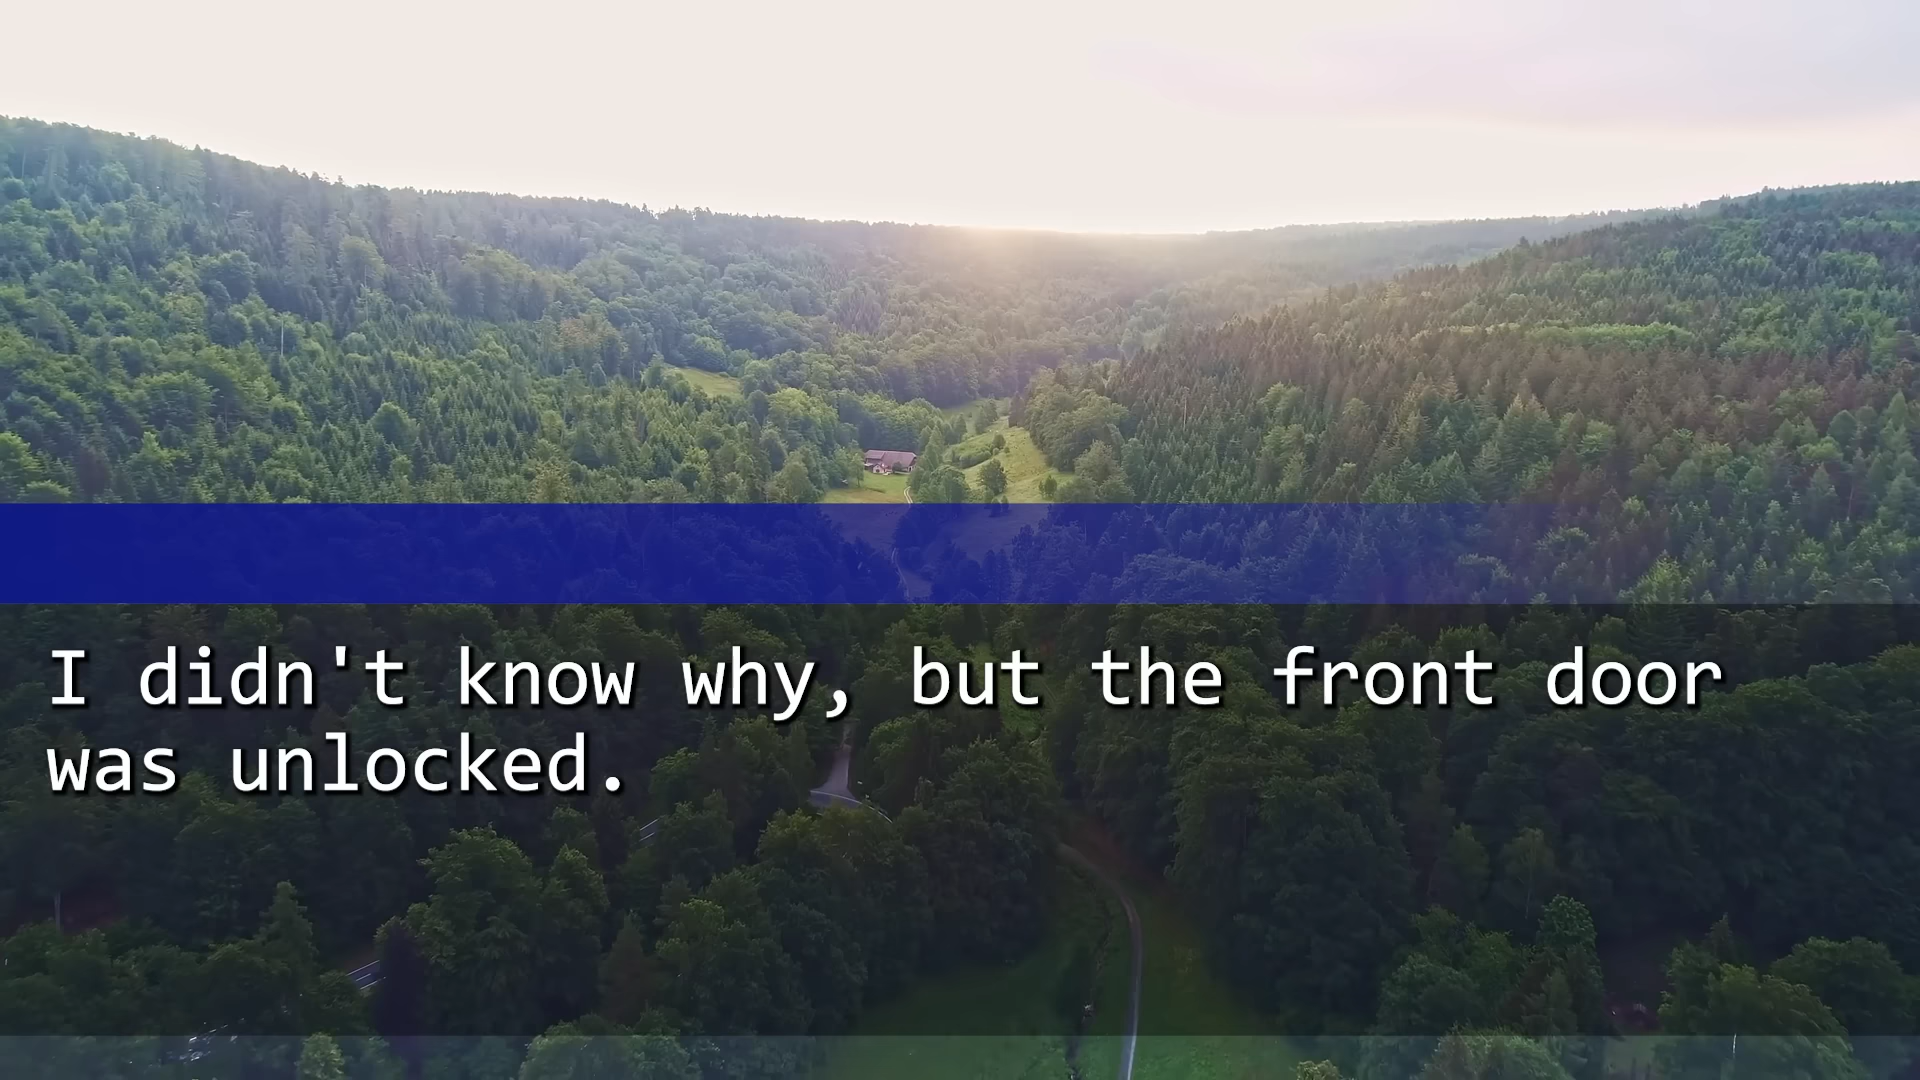 I didn't know why, but the front door
was unlocked.